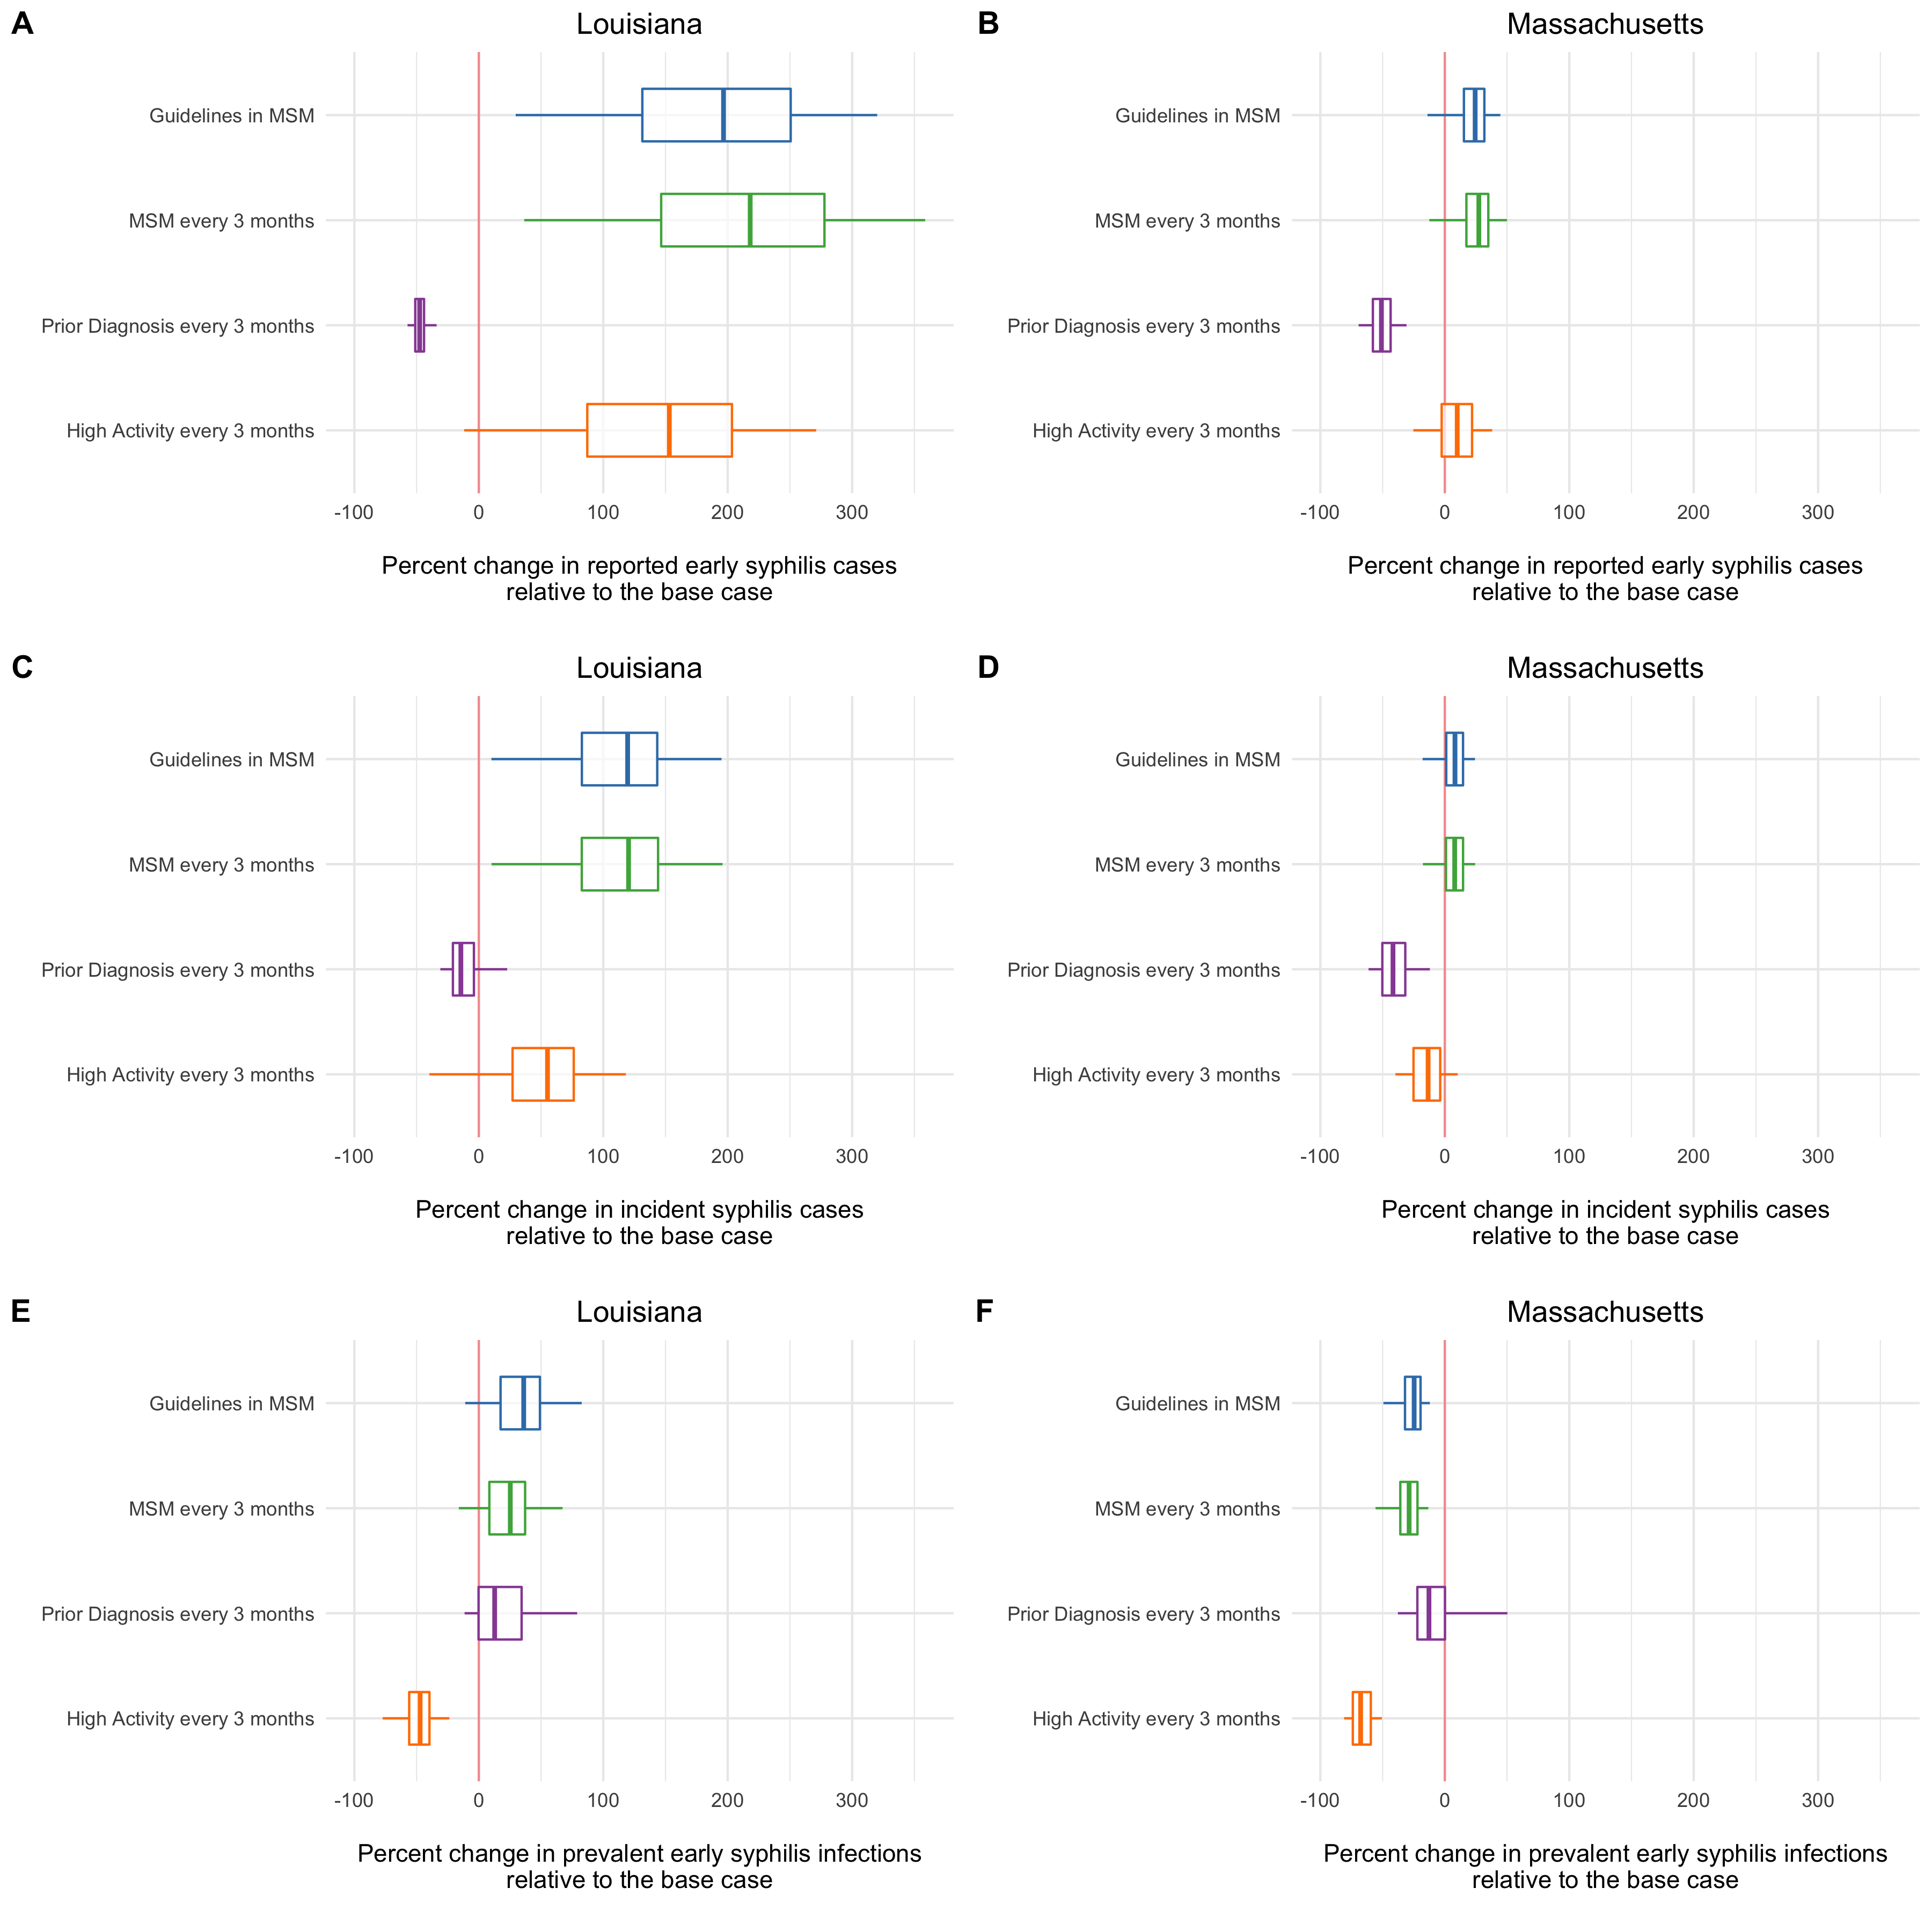 A
Louisiana
Guidelines in MSM
MSM every 3 months
Prior Diagnosis every 3 months
High Activity every 3 months
-100 0 100 200 300
Percent change in reported early syphilis cases
relative to the base case
B
Massachusetts
Guidelines in MSM
MSM every 3 months
Prior Diagnosis every 3 months
High Activity every 3 months
-100 0 100 200 300
Percent change in reported early syphilis cases
relative to the base case
C
Louisiana
Guidelines in MSM
MSM every 3 months
Prior Diagnosis every 3 months
High Activity every 3 months
-100 0 100 200 300
Percent change in incident syphilis cases
relative to the base case
D
Massachusetts
Guidelines in MSM
MSM every 3 months
Prior Diagnosis every 3 months
High Activity every 3 months
-100 0 100 200 300
Percent change in incident syphilis cases
relative to the base case
E
Louisiana
Guidelines in MSM
MSM every 3 months
Prior Diagnosis every 3 months
High Activity every 3 months
-100 0 100 200 300
Percent change in prevalent early syphilis infections
relative to the base case
F
Massachusetts
Guidelines in MSM
MSM every 3 months
Prior Diagnosis every 3 months
High Activity every 3 months
-100 0 100 200 300
Percent change in prevalent early syphilis infections
relative to the base case